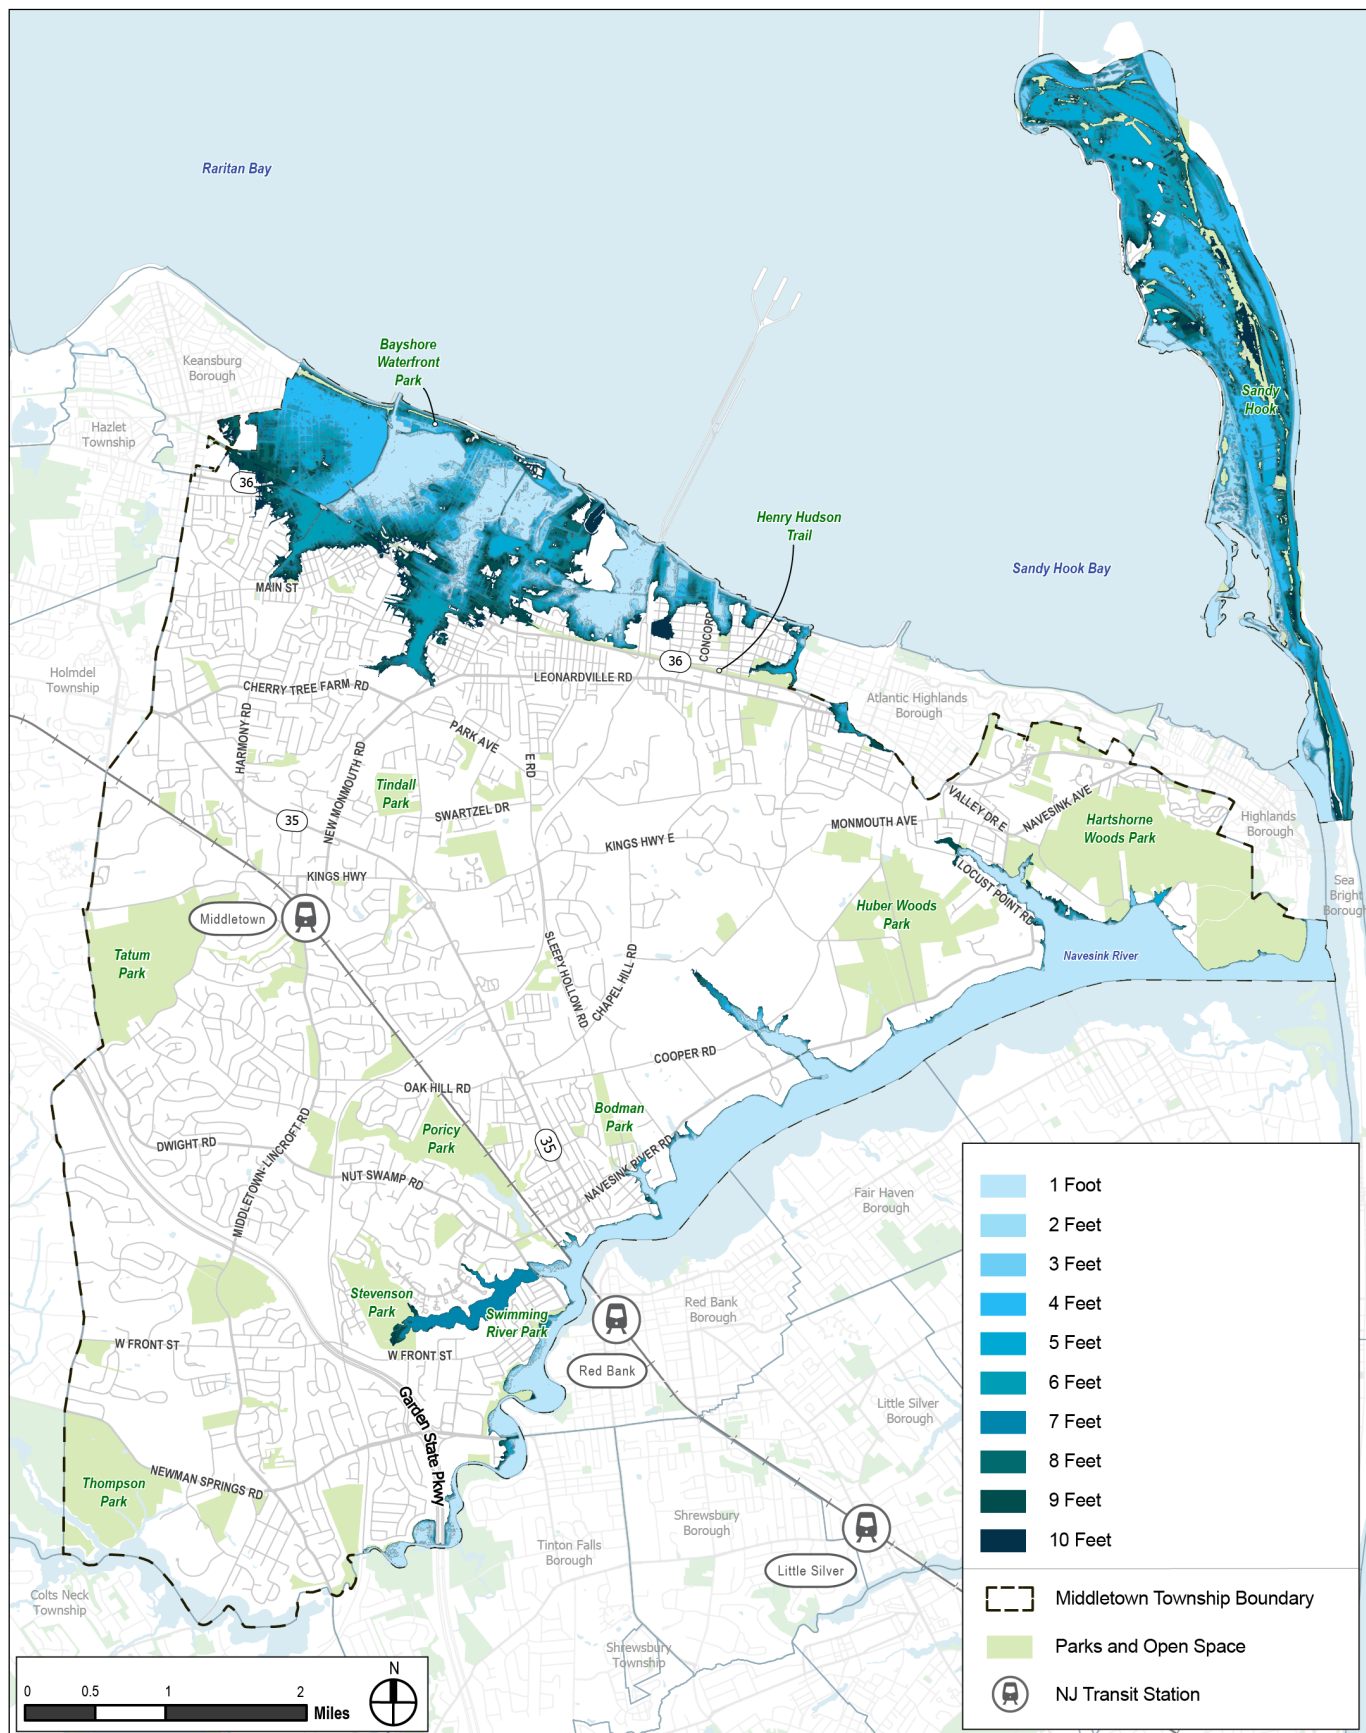 Raritan Bay
Bayshore
Waterfront
Park
Keansburg
Borough
Hazlet
Township
36
Sandy
Hook
Henry Hudson
Trail
Sandy Hook Bay
MAIN ST
CONCORD
36
LEONARDVILLE RD
Holmdel
Township
CHERRY TREE FARM RD
HARMONY RD
Atlantic Highlands
Borough
PARK AVE
E RD
NEW MONMOUTH RD
Tindall
Park
SWARTZEL DR
35
VALLEY DR E
NAVESINK AVE
MONMOUTH AVE
Hartshorne
Woods Park
Highlands
Borough
KINGS HWY E
KINGS HWY
LOCUST POINT RD
Sea
Bright
Borough
Middletown
Huber Woods
Park
Tatum
Park
SLEEPY HOLLOW RD
CHAPEL HILL RD
Navesink River
COOPER RD
OAK HILL RD
Bodman
Park
Poricy
Park
35
DWIGHT RD
MIDDLETOWN-LINCROFT RD
NUT SWAMP RD
NAVESINK RIVER RD
Fair Haven
Borough
Stevenson
Park
Swimming
River Park
Red Bank
Borough
W FRONT ST
W FRONT ST
Red Bank
Garden State Pkwy
Little Silver
Borough
Thompson
Park
NEWMAN SPRINGS RD
Shrewsbury
Borough
Tinton Falls
Borough
Little Silver
Colts Neck
Township
Shrewsbury
Township
1 Foot
2 Feet
3 Feet
4 Feet
5 Feet
6 Feet
7 Feet
8 Feet
9 Feet
10 Feet
Middletown Township Boundary
Parks and Open Space
NJ Transit Station
N
0 0.5 1 2
Miles